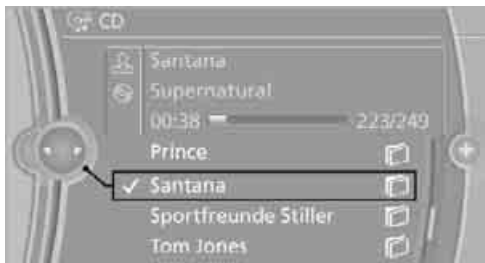 CD
Santana
Supernatural
00:38 223/249
Prince
Santana
Sportfreunde Stiller
Tom Jones